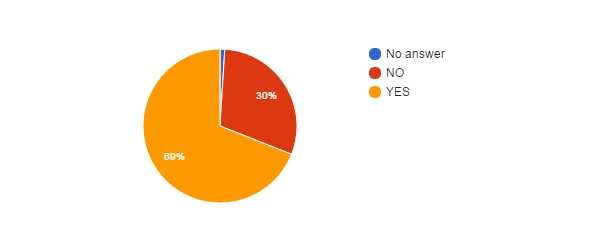 No answer
NO
YES
30%
69%